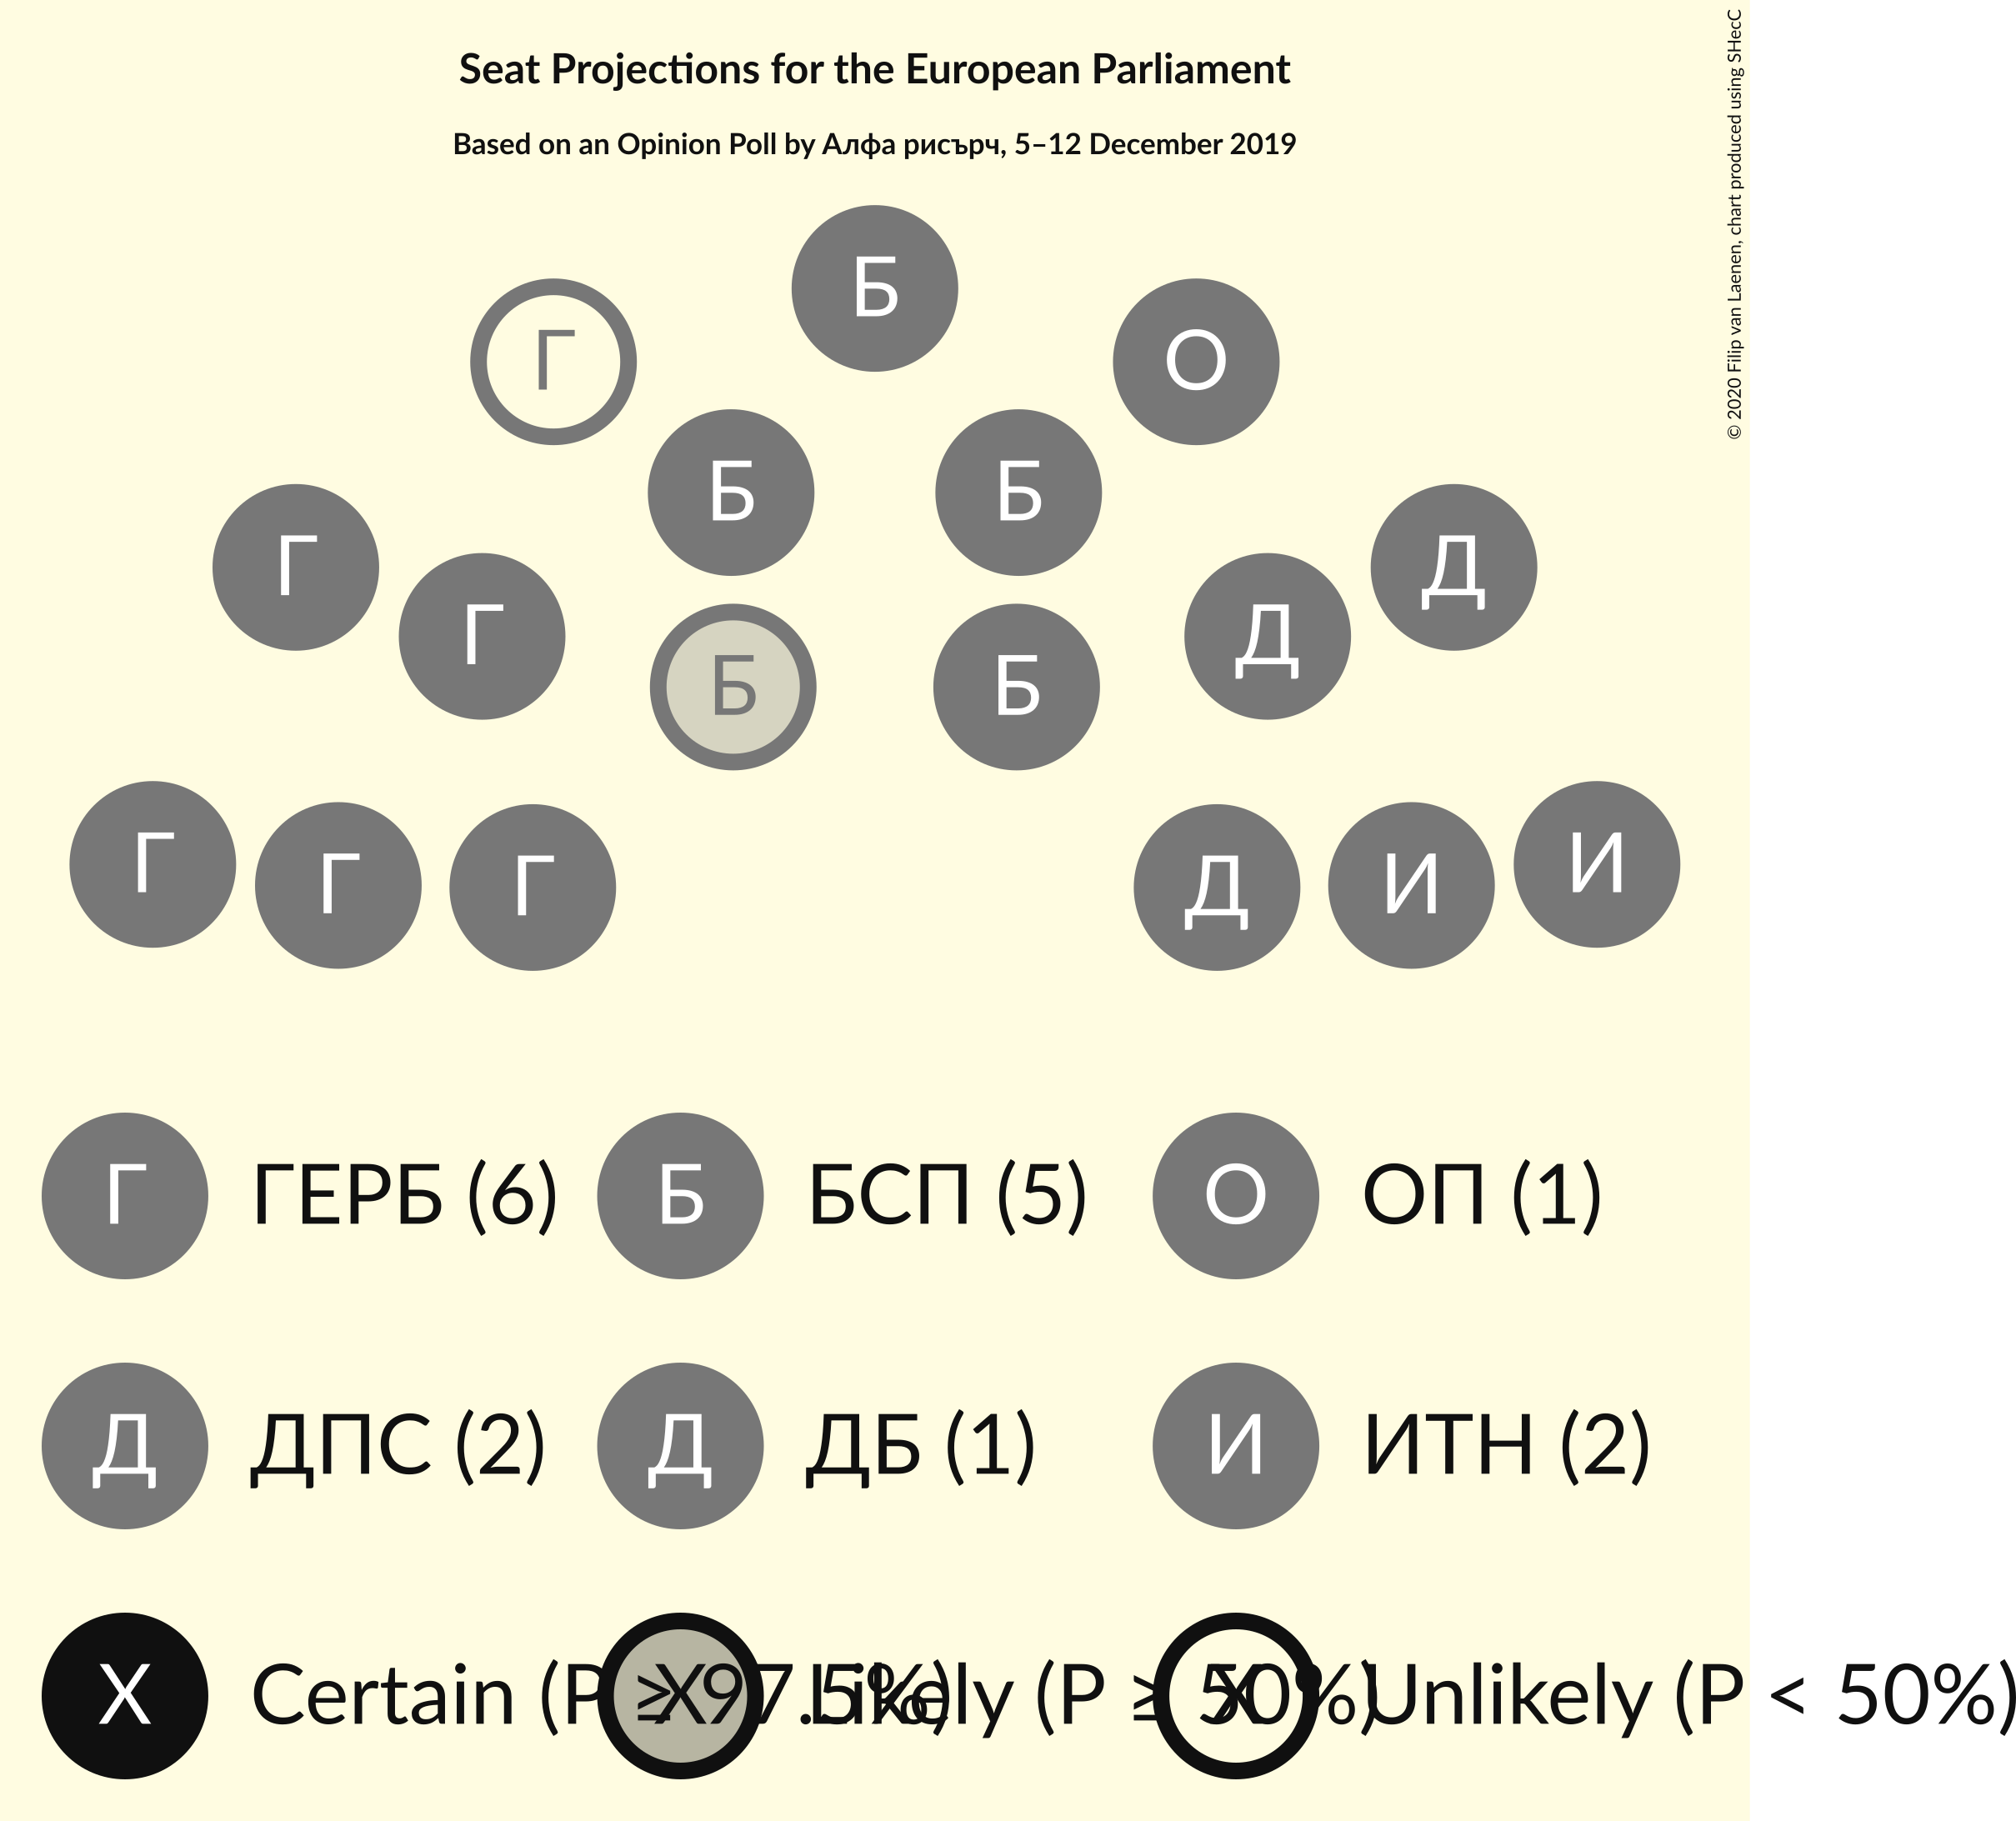 Seat Projections for the European Parliament
Based on an Opinion Poll by Алфа рисърч, 5–12 December 2019
© 2020 Filip van Laenen, chart produced using SHecC
Б
Г О
Б Б
Г Д
Г Д
Б Б
Г И
Г И
Г Д
Г ГЕРБ (6) Б БСП (5) О ОП (1)
Д ДПС (2) Д ДБ (1) И ИТН (2)
X Certain (P ≥ 97.5%) X Likely (P ≥ 50%) X Unlikely (P < 50%)